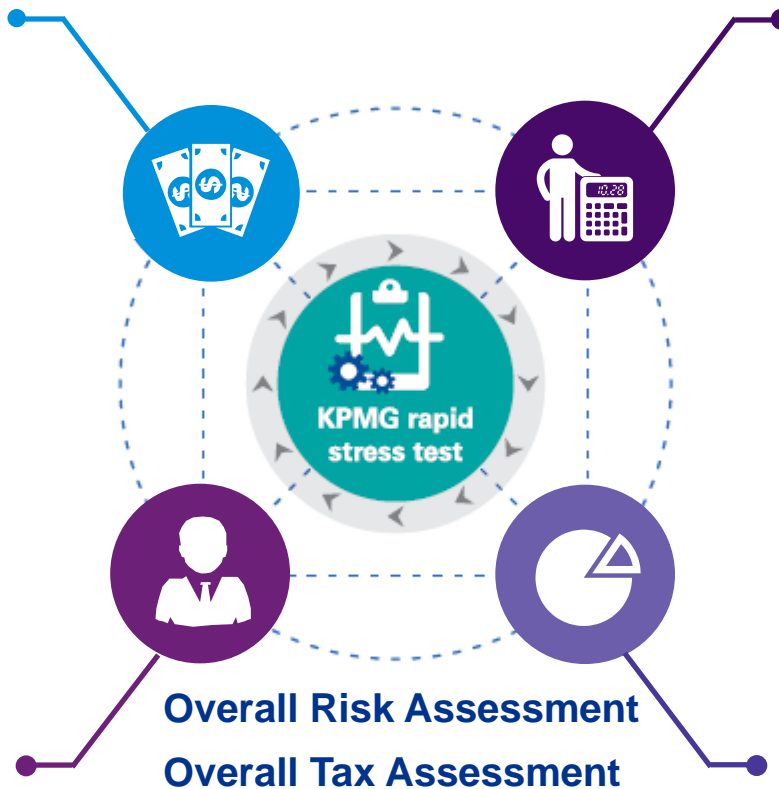 10.28
KPMG rapid
stress test
Overall Risk Assessment
Overall Tax Assessment